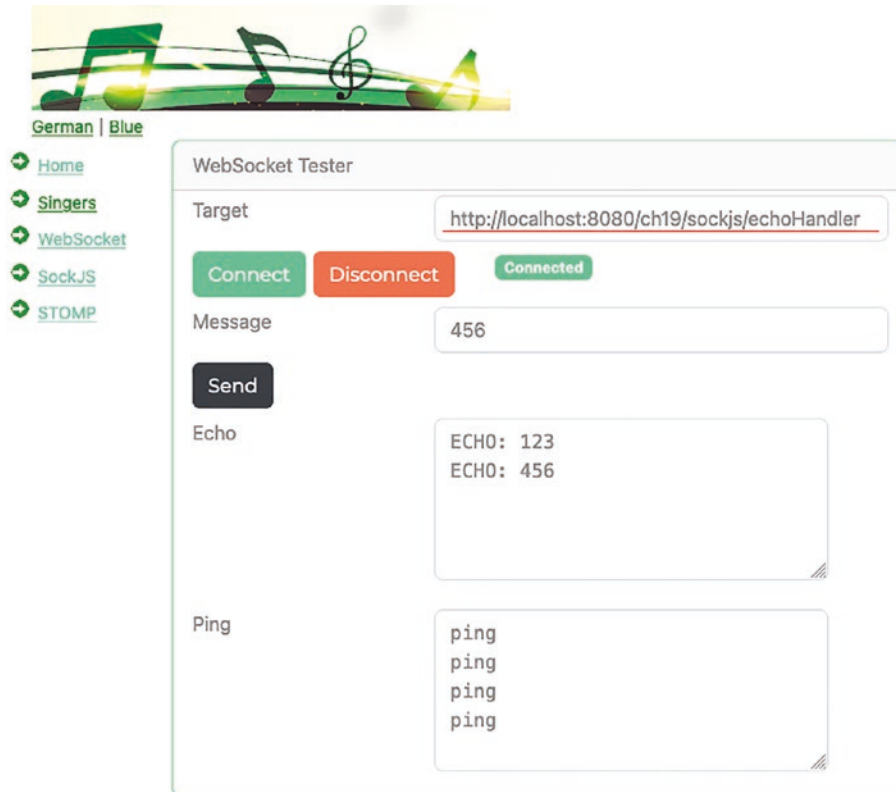 German | Blue
Home
Singers
WebSocket
SockJS
STOMP
WebSocket Tester
Target
http://localhost:8080/ch19/sockjs/echoHandler
Connect
Disconnect
Connected
Message
456
Send
Echo
ECHO: 123
ECHO: 456
Ping
ping
ping
ping
ping